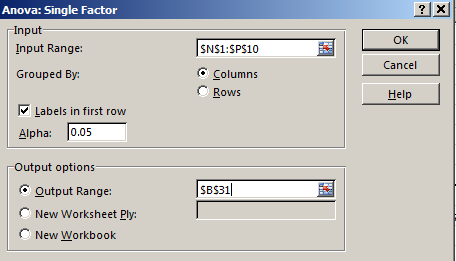 Anova: Single Factor
Input
Input Range: $N$1:$P$10
Grouped By: Columns
Rows
Labels in first row
Alpha: 0.05
OK
Cancel
Help
Output options
Output Range: $B$31
New Worksheet Ply:
New Workbook